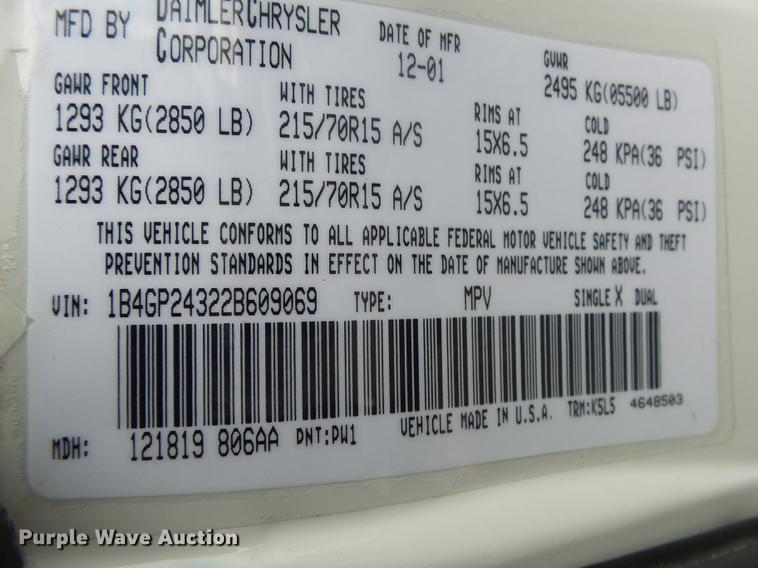 MFD BY DAIMLERCHRYSLER CORPORATION
DATE OF MFR 12-01
GVWR 2495 KG(05500 LB)
GAWR FRONT WITH TIRES RIMS AT COLD
1293 KG(2850 LB) 215/70R15 A/S 15X6.5 248 KPA(36 PSI)
GAWR REAR WITH TIRES RIMS AT COLD
1293 KG(2850 LB) 215/70R15 A/S 15X6.5 248 KPA(36 PSI)
THIS VEHICLE CONFORMS TO ALL APPLICABLE FEDERAL MOTOR VEHICLE SAFETY AND THEFT
PREVENTION STANDARDS IN EFFECT ON THE DATE OF MANUFACTURE SHOWN ABOVE.
VIN: 1B4GP24322B609069 TYPE: MPV SINGLE X DUAL
MDH: 121819 806AA PNT:PW1 VEHICLE MADE IN U.S.A. TRM:K5L5 4648503
Purple Wave Auction